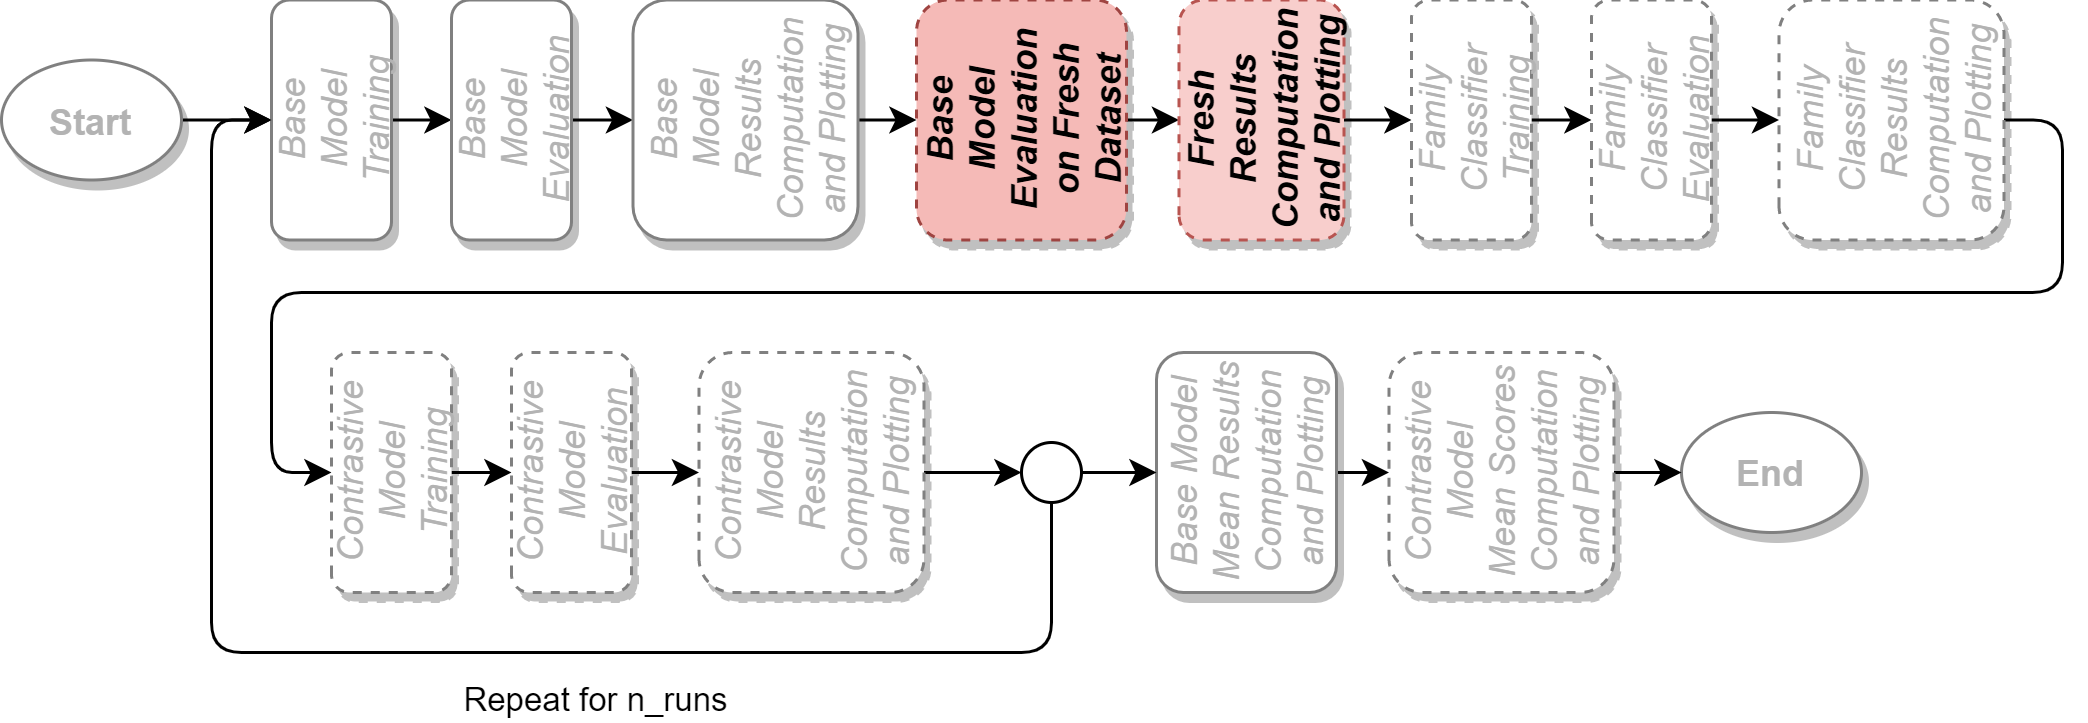 Start
Base
Model
Training
Base
Model
Evaluation
Base
Model
Results
Computation
and Plotting
Base
Model
Evaluation
on Fresh
Dataset
Fresh
Results
Computation
and Plotting
Family
Classifier
Training
Family
Classifier
Evaluation
Family
Classifier
Results
Computation
and Plotting
Contrastive
Model
Training
Contrastive
Model
Evaluation
Contrastive
Model
Results
Computation
and Plotting
Base Model
Mean Results
Computation
and Plotting
Contrastive
Model
Mean Scores
Computation
and Plotting
End
Repeat for n_runs